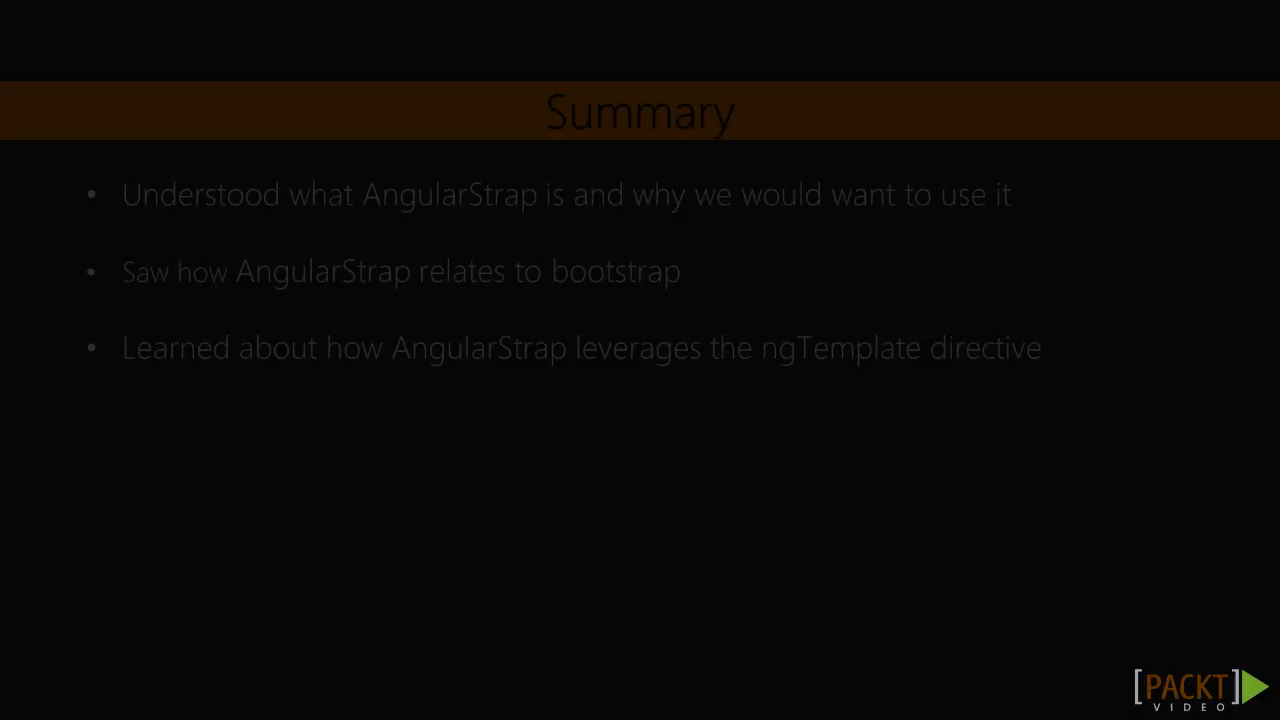 Summary
• Understood what AngularStrap is and why we would want to use it
• Saw how AngularStrap relates to bootstrap
• Learned about how AngularStrap leverages the ngTemplate directive
[PACKT]
VIDEO